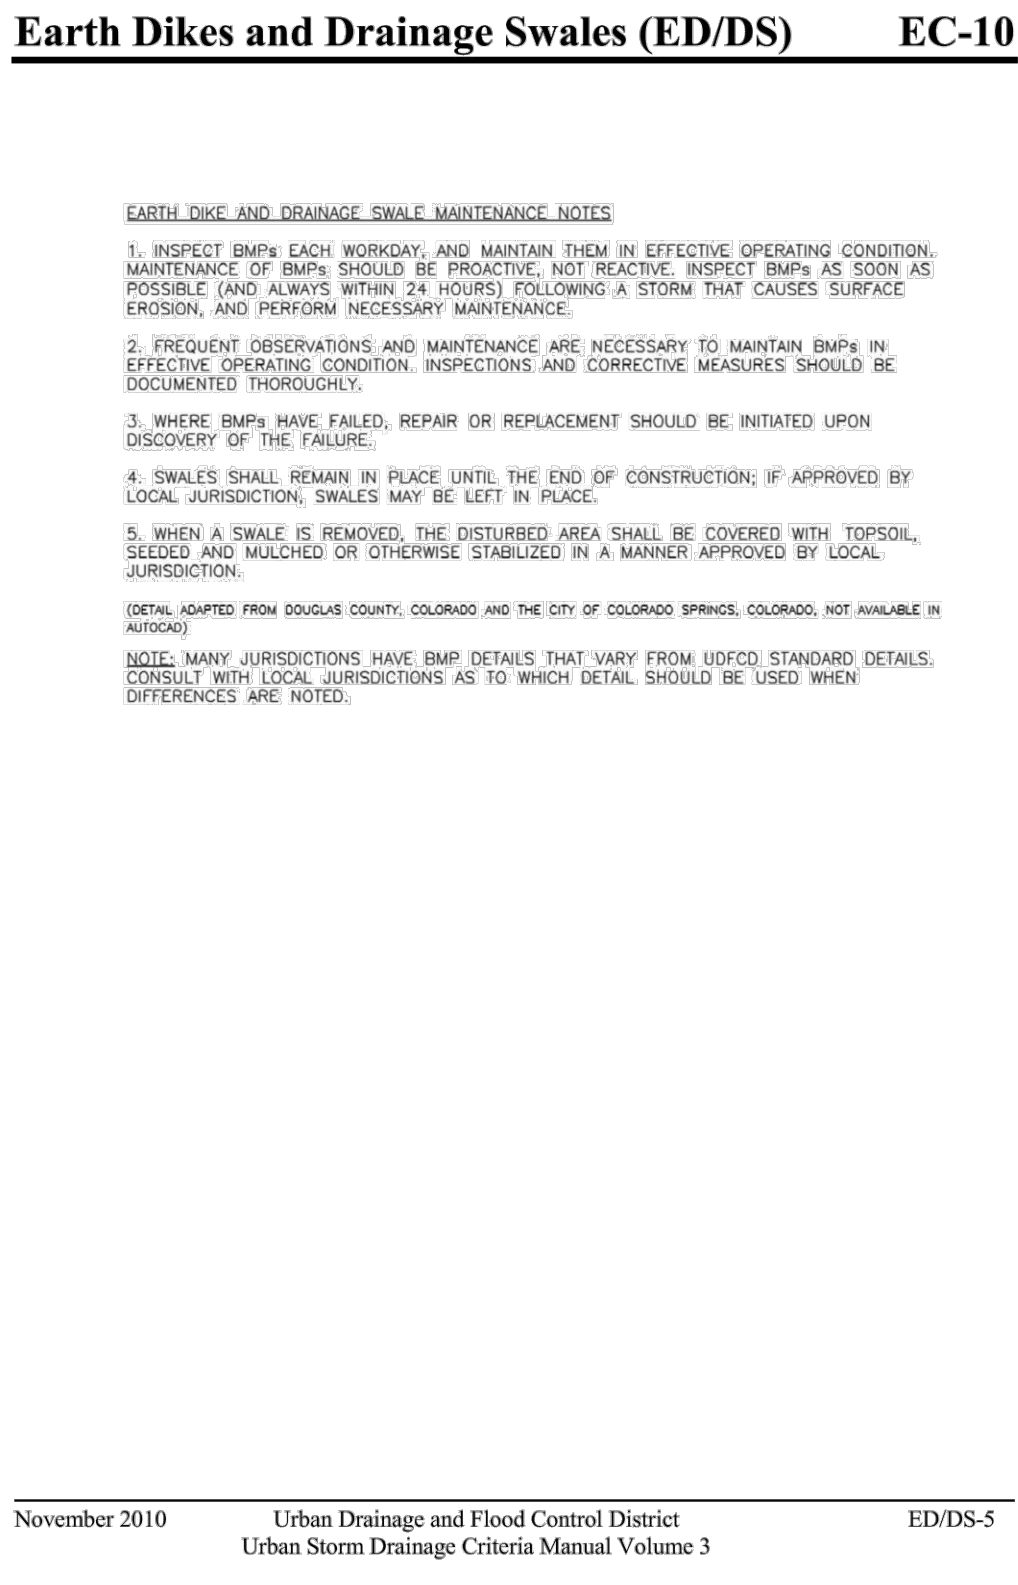 Earth Dikes and Drainage Swales (ED/DS) EC-10
EARTH DIKE AND DRAINAGE SWALE MAINTENANCE NOTES
1. INSPECT BMPs EACH WORKDAY, AND MAINTAIN THEM IN EFFECTIVE OPERATING CONDITION.
MAINTENANCE OF BMPs SHOULD BE PROACTIVE, NOT REACTIVE. INSPECT BMPs AS SOON AS
POSSIBLE (AND ALWAYS WITHIN 24 HOURS) FOLLOWING A STORM THAT CAUSES SURFACE
EROSION, AND PERFORM NECESSARY MAINTENANCE.
2. FREQUENT OBSERVATIONS AND MAINTENANCE ARE NECESSARY TO MAINTAIN BMPs IN
EFFECTIVE OPERATING CONDITION. INSPECTIONS AND CORRECTIVE MEASURES SHOULD BE
DOCUMENTED THOROUGHLY.
3. WHERE BMPs HAVE FAILED, REPAIR OR REPLACEMENT SHOULD BE INITIATED UPON
DISCOVERY OF THE FAILURE.
4. SWALES SHALL REMAIN IN PLACE UNTIL THE END OF CONSTRUCTION; IF APPROVED BY
LOCAL JURISDICTION, SWALES MAY BE LEFT IN PLACE.
5. WHEN A SWALE IS REMOVED, THE DISTURBED AREA SHALL BE COVERED WITH TOPSOIL,
SEEDED AND MULCHED OR OTHERWISE STABILIZED IN A MANNER APPROVED BY LOCAL
JURISDICTION.
(DETAIL ADAPTED FROM DOUGLAS COUNTY, COLORADO AND THE CITY OF COLORADO SPRINGS, COLORADO, NOT AVAILABLE IN
AUTOCAD)
NOTE: MANY JURISDICTIONS HAVE BMP DETAILS THAT VARY FROM UDFCD STANDARD DETAILS.
CONSULT WITH LOCAL JURISDICTIONS AS TO WHICH DETAIL SHOULD BE USED WHEN
DIFFERENCES ARE NOTED.
November 2010 Urban Drainage and Flood Control District ED/DS-5
Urban Storm Drainage Criteria Manual Volume 3